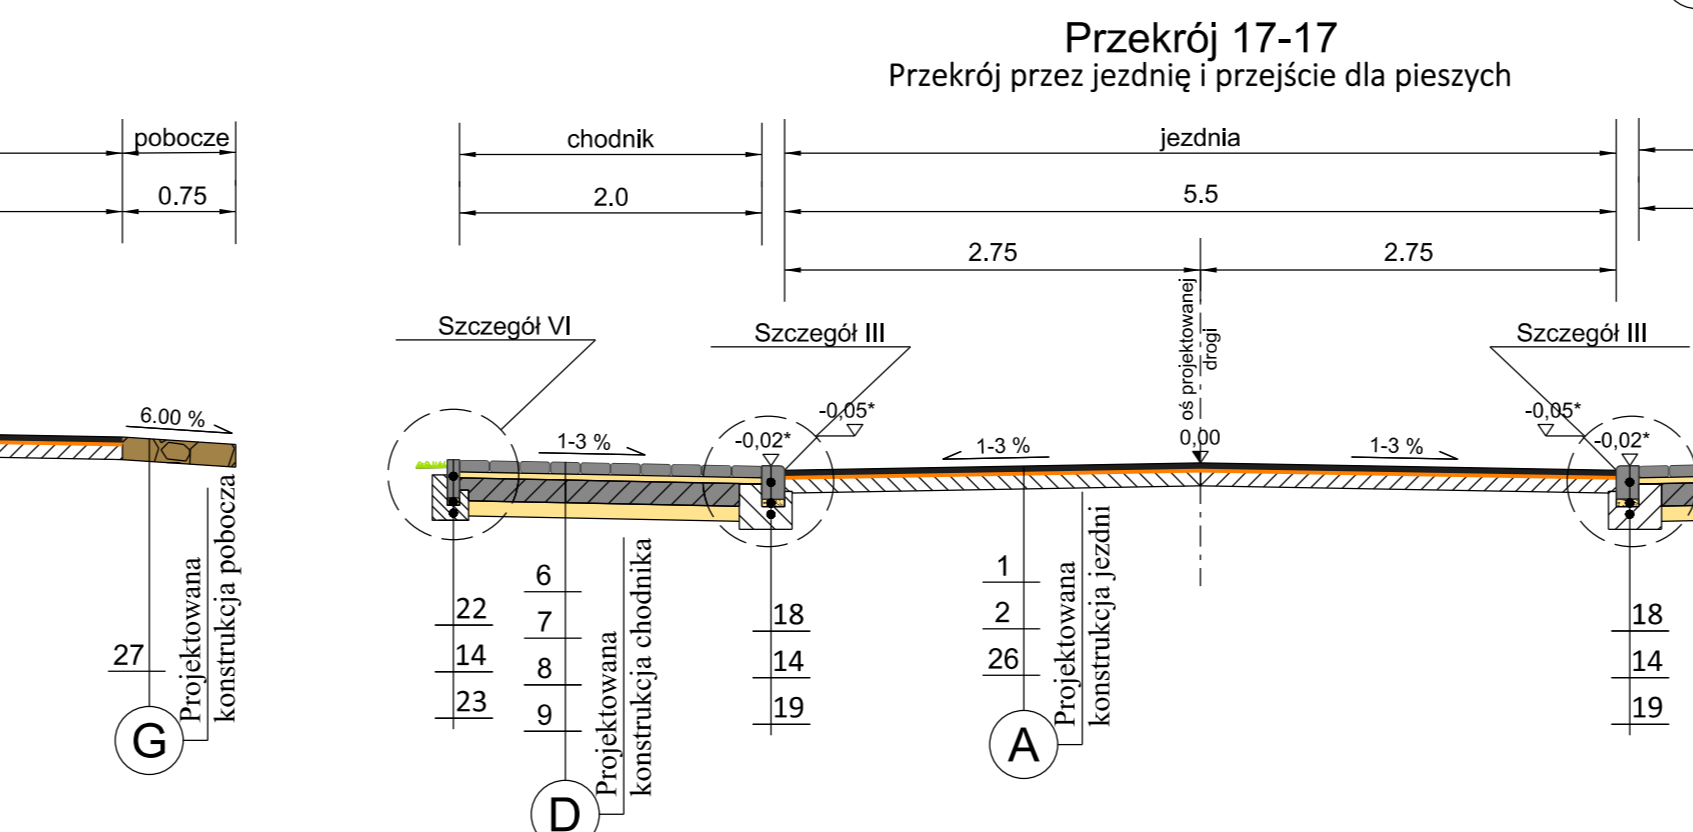 Przekrój 17-17
Przekrój przez jezdnię i przejście dla pieszych
pobocze
0.75
6.00 %
27
G
Projektowana
konstrukcja pobocza
chodnik
2.0
jezdnia
5.5
2.75
2.75
oś projektowanej
drogi
Szczegół VI
Szczegół III
Szczegół III
1-3 %
-0,05*
-0,02*
1-3 %
0,00
1-3 %
-0,05*
-0,02*
22
14
23
6
7
8
9
D
Projektowana
konstrukcja chodnika
18
14
19
1
2
26
A
Projektowana
konstrukcja jezdni
18
14
19